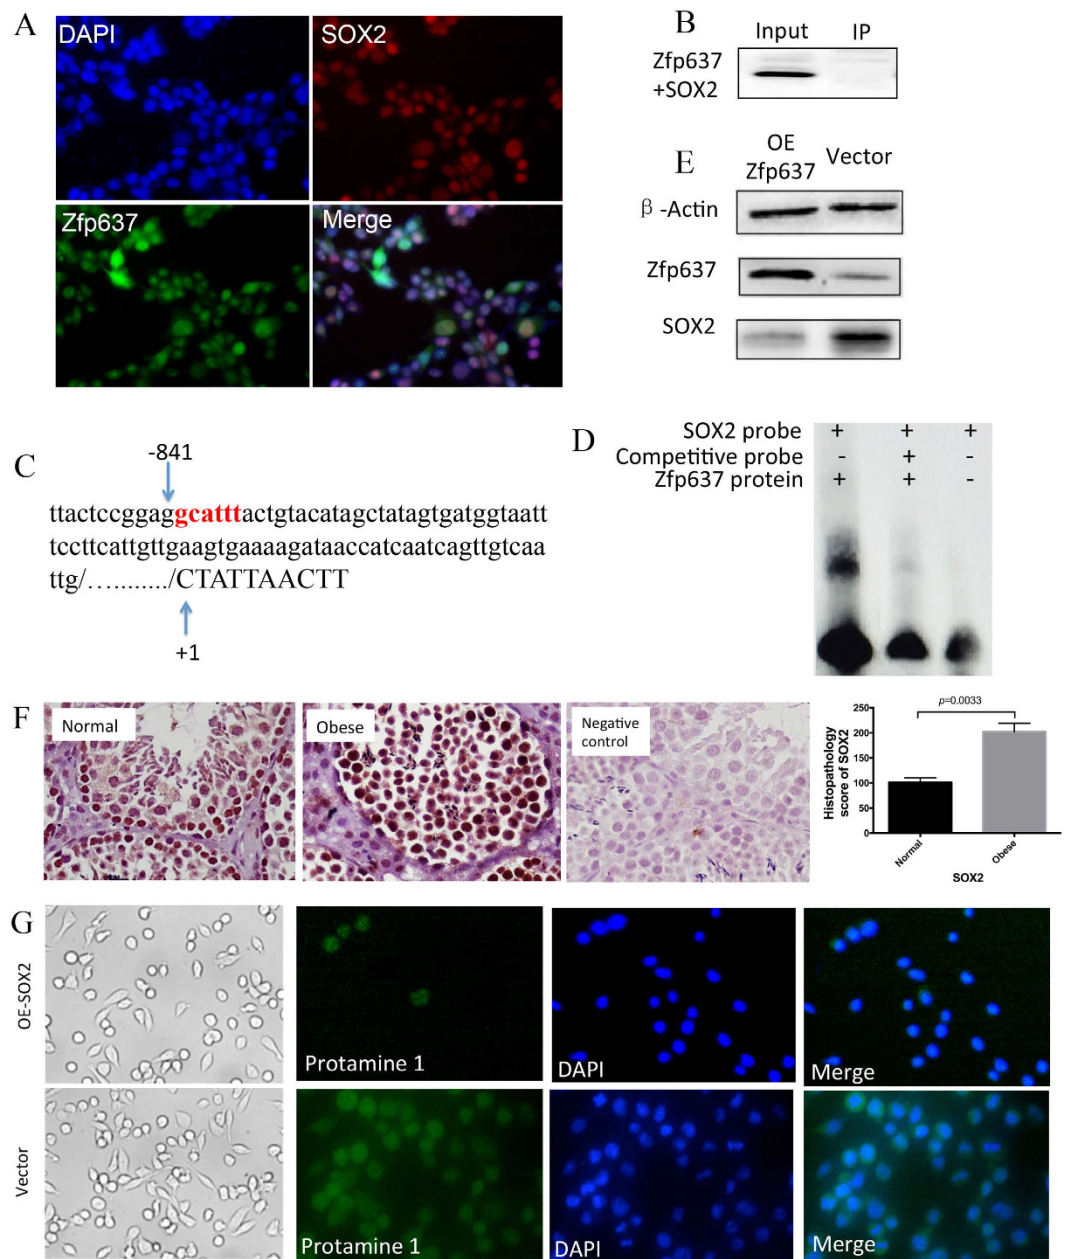 A
DAPI
SOX2
Zfp637
Merge
B
Input IP
Zfp637
+SOX2
E
OE
Zfp637
Vector
β-Actin
Zfp637
SOX2
C
-841
ttactccggaggcatttactgtacatagctatagtgatggtaatt
tccttcattgttgaagtgaaaagataaccatcaatcagttgtcaa
ttg/…......../CTATTAACTT
+1
D
SOX2 probe + + +
Competitive probe - + -
Zfp637 protein + + -
F
Normal
Obese
Negative
control
p=0.0033
Histopathology
score of SOX2
250
200
150
100
50
0
Normal
Obese
SOX2
G
OE-SOX2
Protamine 1
DAPI
Merge
Vector
Protamine 1
DAPI
Merge